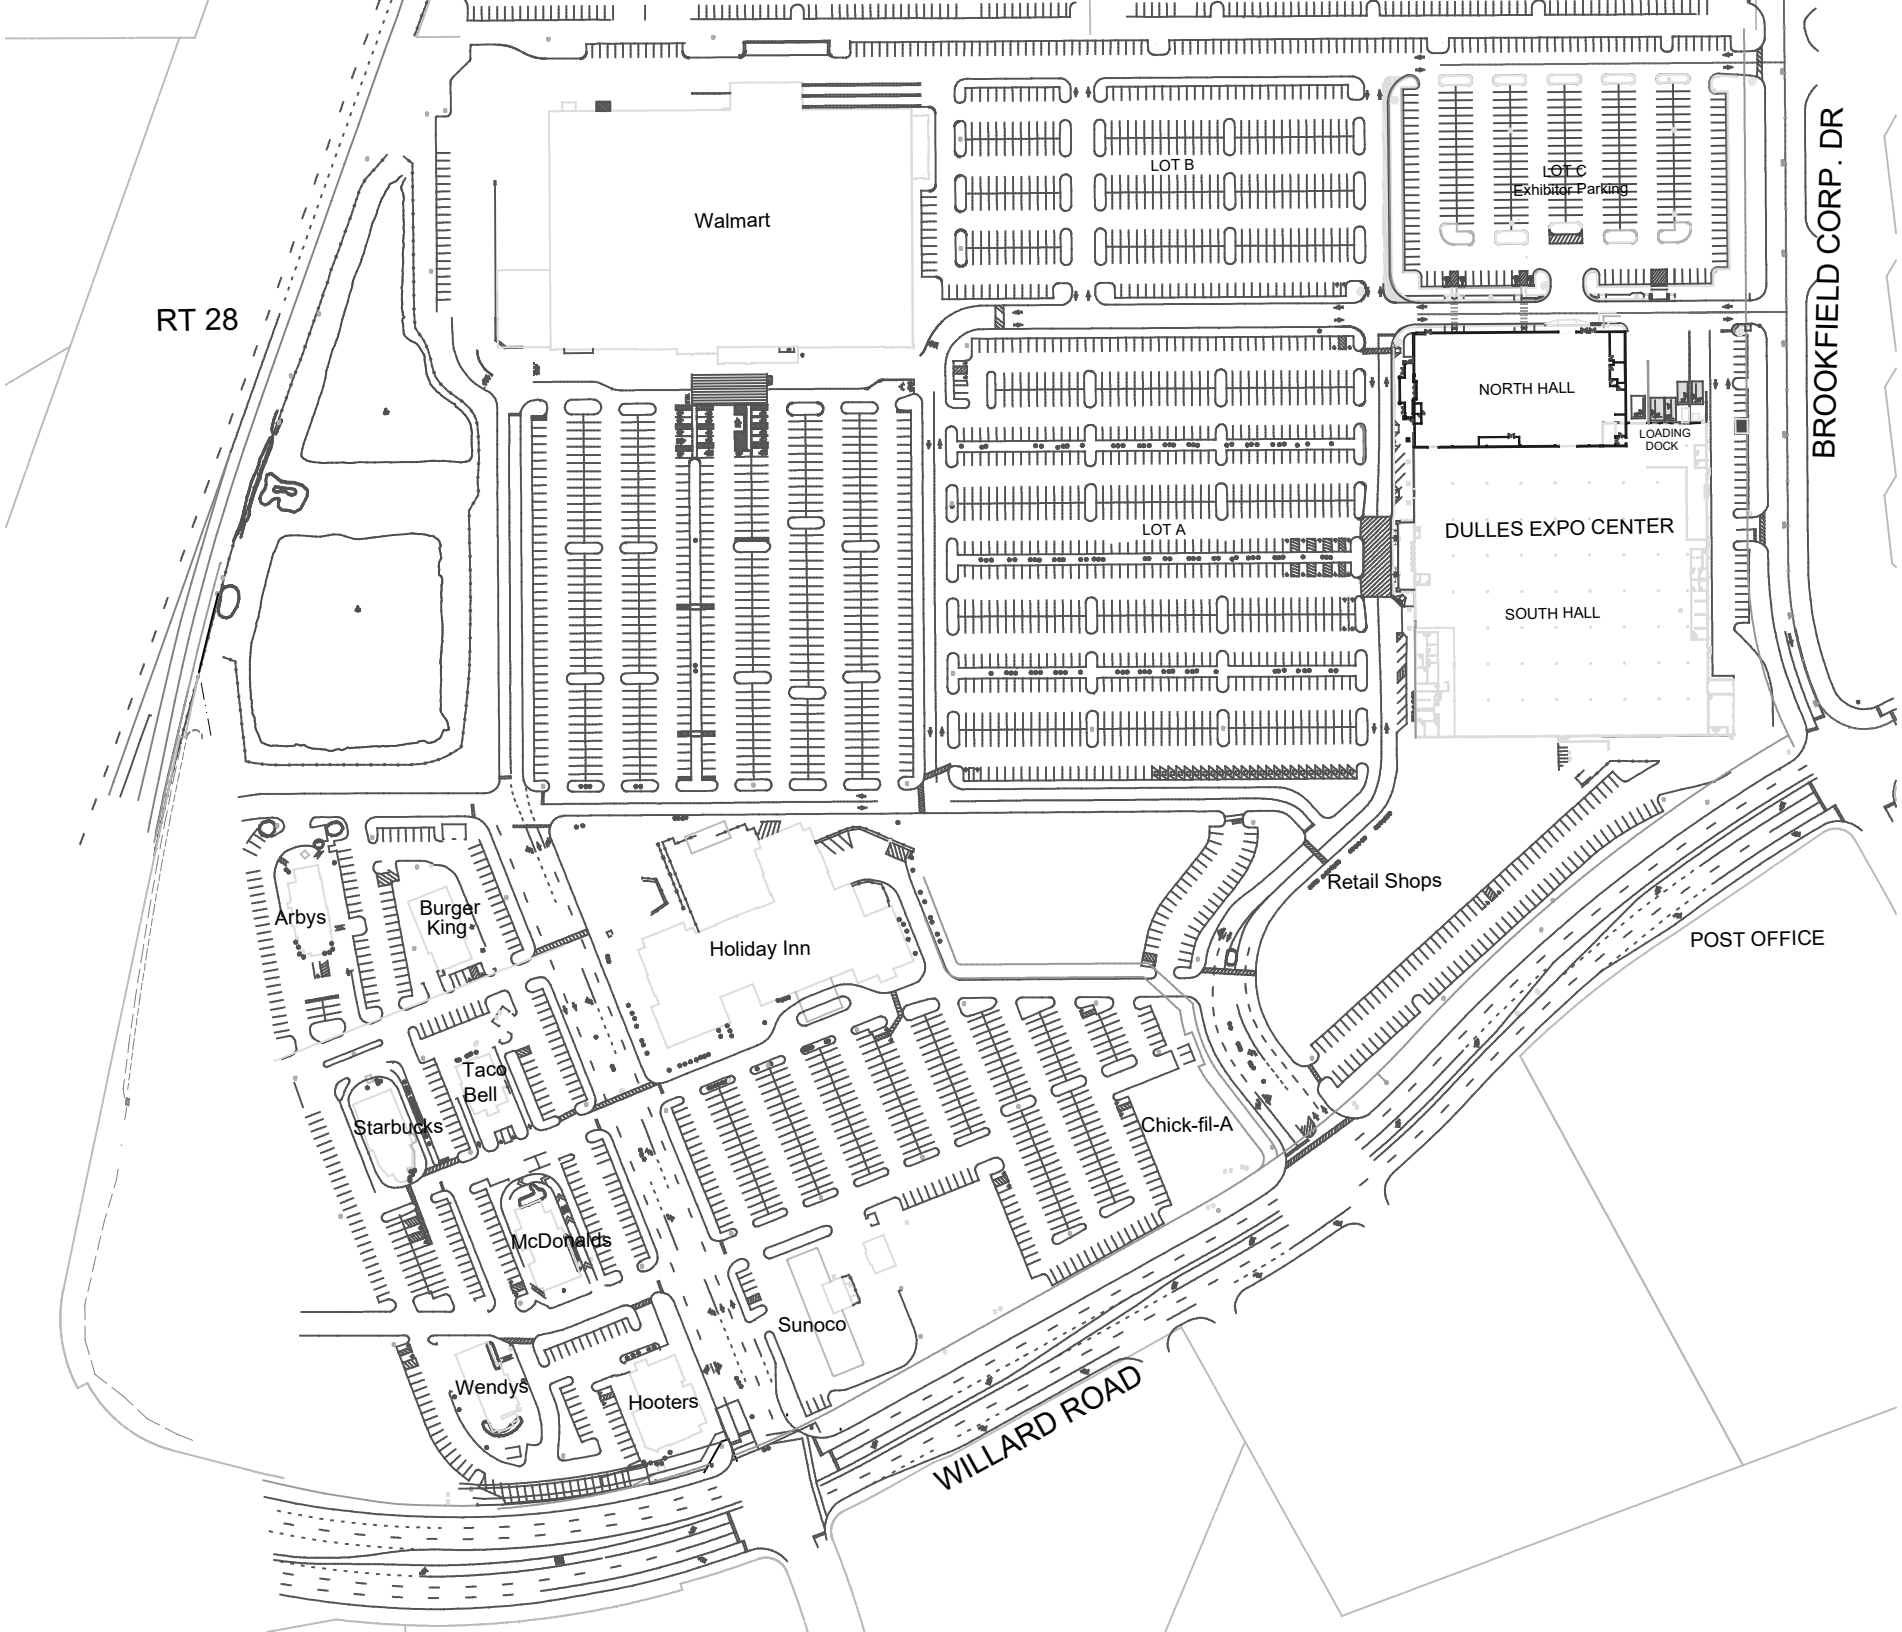 LOT B
LOT C
Exhibitor Parking
BROOKFIELD CORP. DR
Walmart
RT 28
NORTH HALL
LOADING
DOCK
LOT A
DULLES EXPO CENTER
SOUTH HALL
Retail Shops
Arbys
Burger
King
Holiday Inn
POST OFFICE
Taco
Bell
Starbucks
Chick-fil-A
McDonalds
Sunoco
Wendys
Hooters
WILLARD ROAD